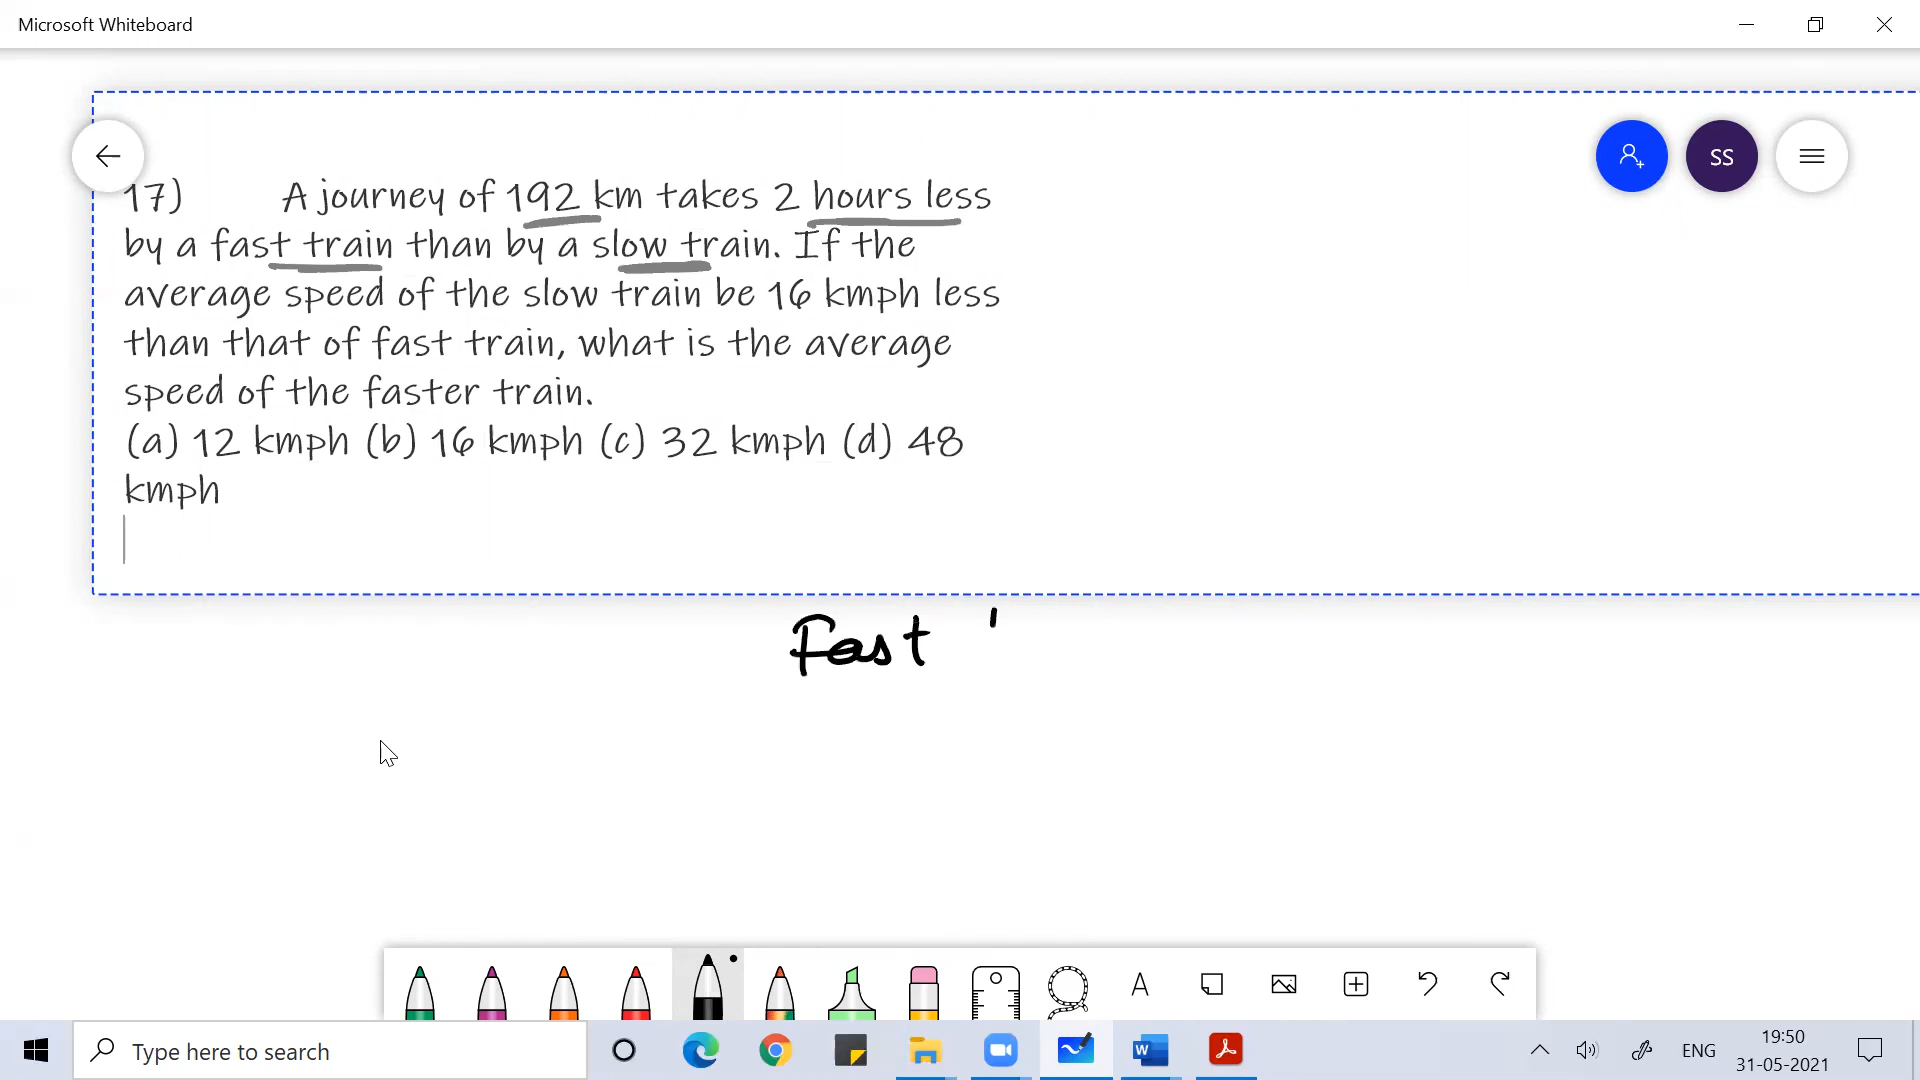 Microsoft Whiteboard
SS
17) A journey of 192 km takes 2 hours less
by a fast train than by a slow train. If the
average speed of the slow train be 16 kmph less
than that of fast train, what is the average
speed of the faster train.
(a) 12 kmph (b) 16 kmph (c) 32 kmph (d) 48
kmph
Fast
A
Type here to search
W
ENG
19:50
31-05-2021